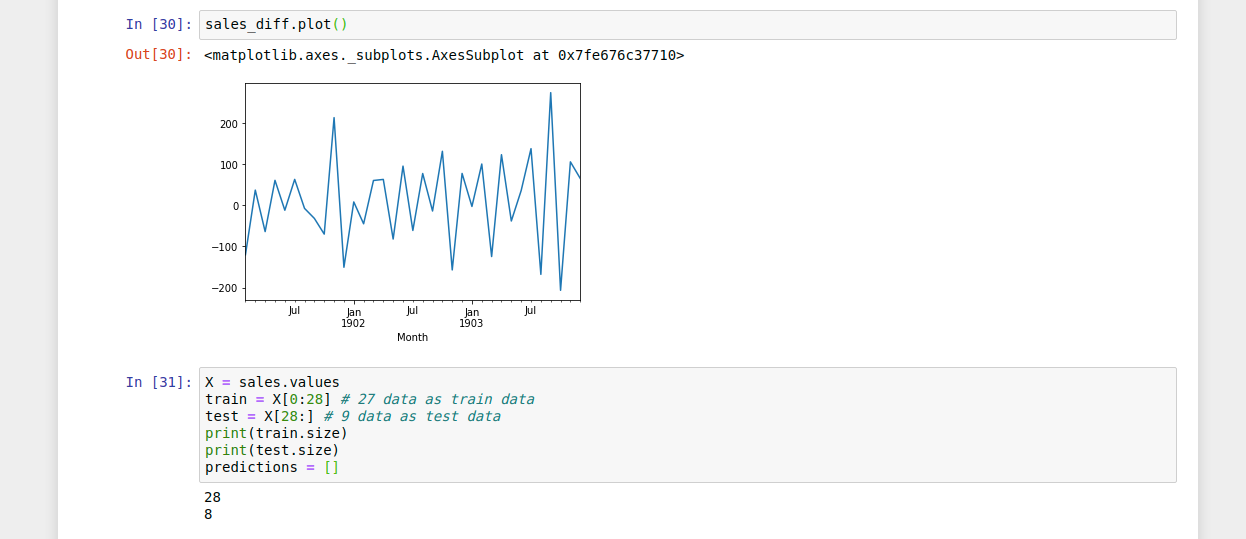 In [30]: sales_diff.plot()
Out[30]: <matplotlib.axes._subplots.AxesSubplot at 0x7fe676c37710>
200
100
0
−100
−200
Jul Jan Jul Jan Jul
1902 1903
Month
In [31]: X = sales.values
train = X[0:28] # 27 data as train data
test = X[28:] # 9 data as test data
print(train.size)
print(test.size)
predictions = []
28
8